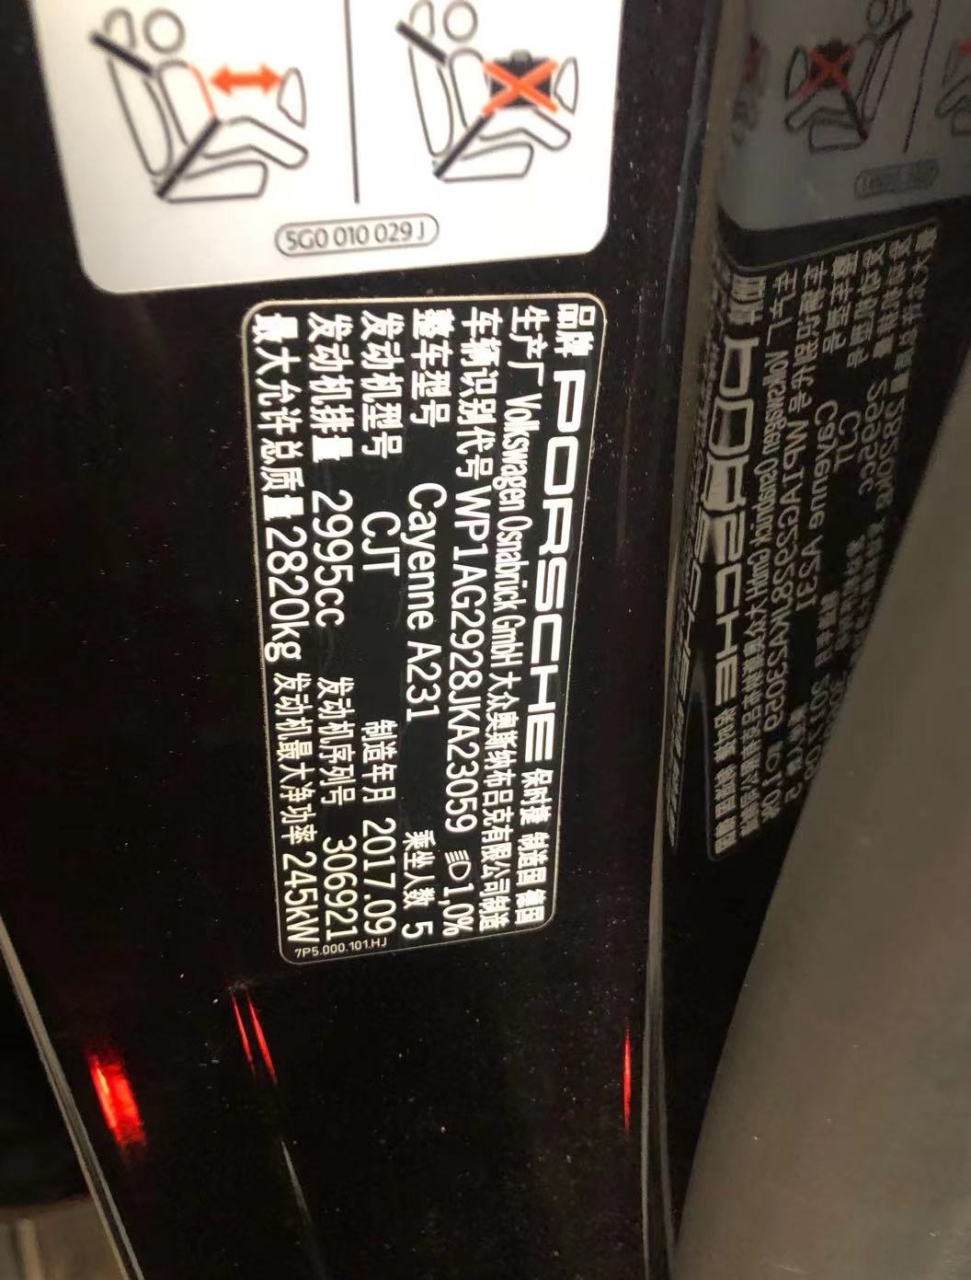 5G0 010 029 J
品牌 PORSCHE 保时捷 制造国 德国
生产厂 Volkswagen Osnabrück GmbH 大众奥斯纳布吕克有限公司制造
车辆识别代号 WP1AG2928JKA23059 1,0%
整车型号 Cayenne A231 乘坐人数 5
发动机型号 CJT 制造年月 2017.09
发动机排量 2995cc 发动机序列号 306921
最大允许总质量 2820kg 发动机最大净功率 245kW
7P5.000.101.HJ